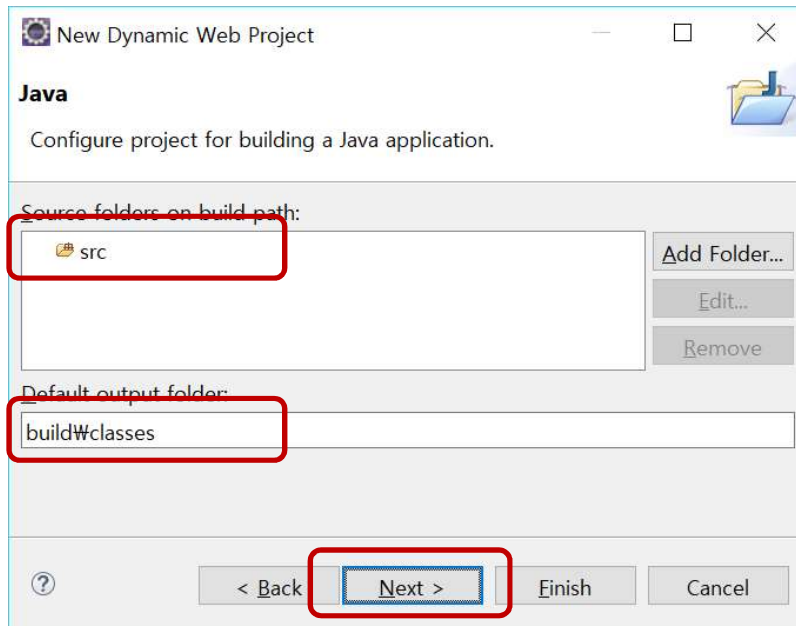 New Dynamic Web Project
Java
Configure project for building a Java application.
Source folders on build path:
src
Add Folder...
Edit...
Remove
Default output folder:
build₩classes
< Back
Next >
Finish
Cancel